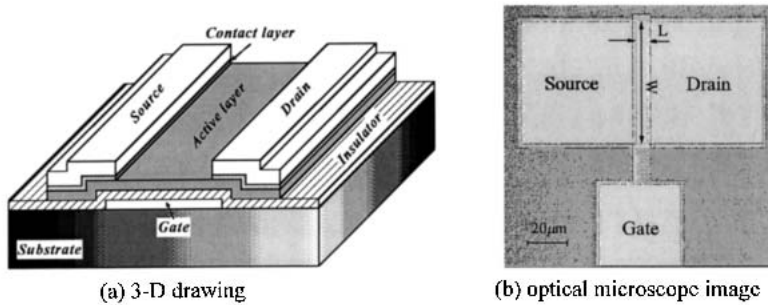 Contact layer
Source
Active layer
Drain
Insulator
Gate
Substrate
(a) 3-D drawing
L
W
Source
Drain
Gate
20μm
(b) optical microscope image